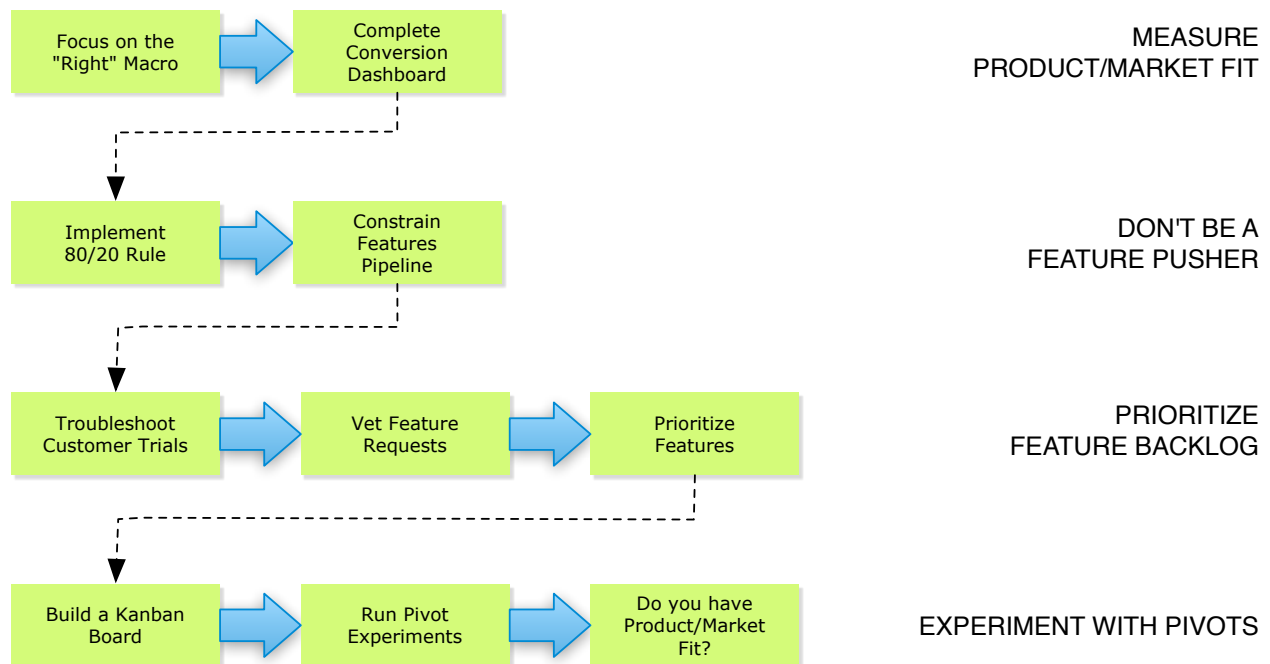 Focus on the
"Right" Macro
Complete
Conversion
Dashboard
MEASURE
PRODUCT/MARKET FIT
Implement
80/20 Rule
Constrain
Features
Pipeline
DON'T BE A
FEATURE PUSHER
Troubleshoot
Customer Trials
Vet Feature
Requests
Prioritize
Features
PRIORITIZE
FEATURE BACKLOG
Build a Kanban
Board
Run Pivot
Experiments
Do you have
Product/Market
Fit?
EXPERIMENT WITH PIVOTS